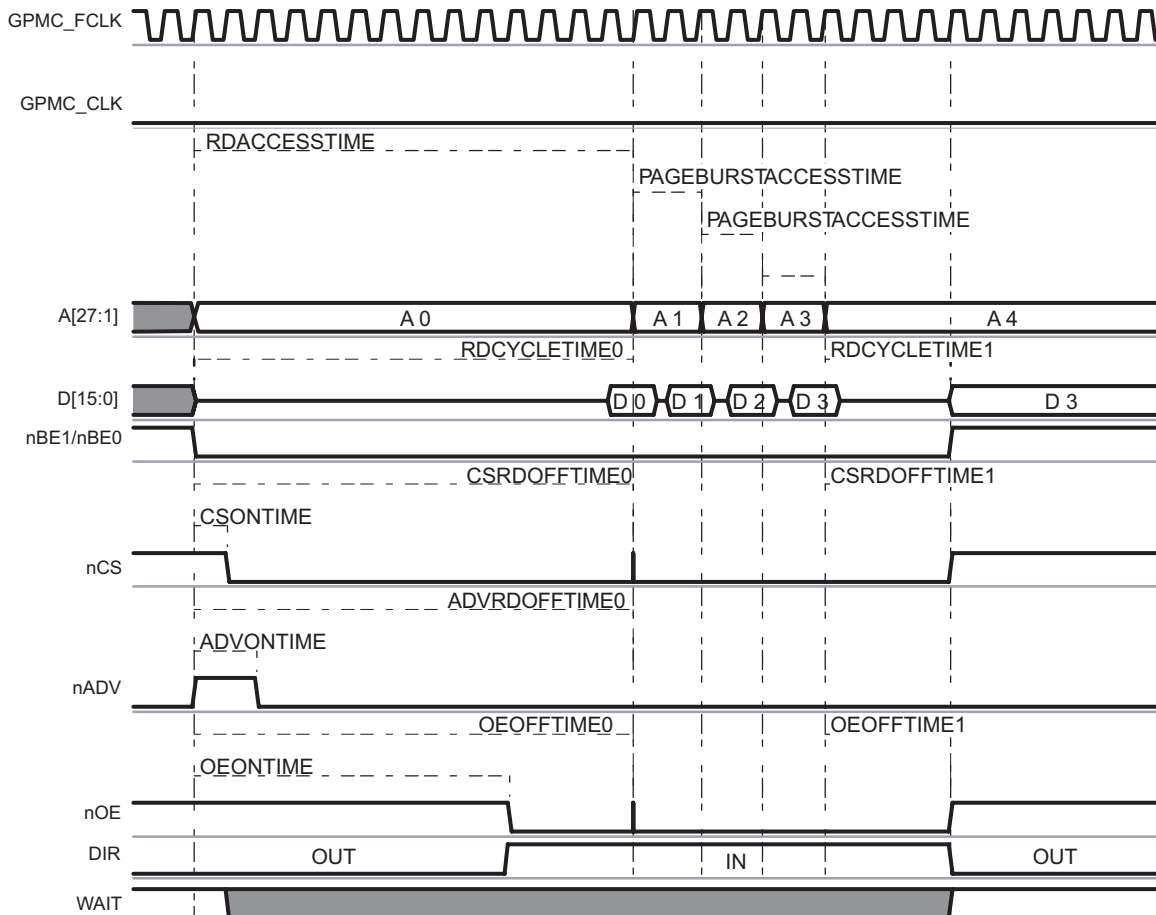 GPMC_FCLK
GPMC_CLK
RDACCESSTIME
PAGEBURSTACCESSTIME
PAGEBURSTACCESSTIME
A[27:1] A 0 A 1 A 2 A 3 A 4
RDCYCLETIME0 RDCYCLETIME1
D[15:0] D 0 D 1 D 2 D 3 D 3
nBE1/nBE0
CSRDOFFTIME0 CSRDOFFTIME1
CSONTIME
nCS
ADVRDOFFTIME0
ADVONTIME
nADV
OEOFFTIME0 OEOFFTIME1
OEONTIME
nOE
DIR OUT IN OUT
WAIT